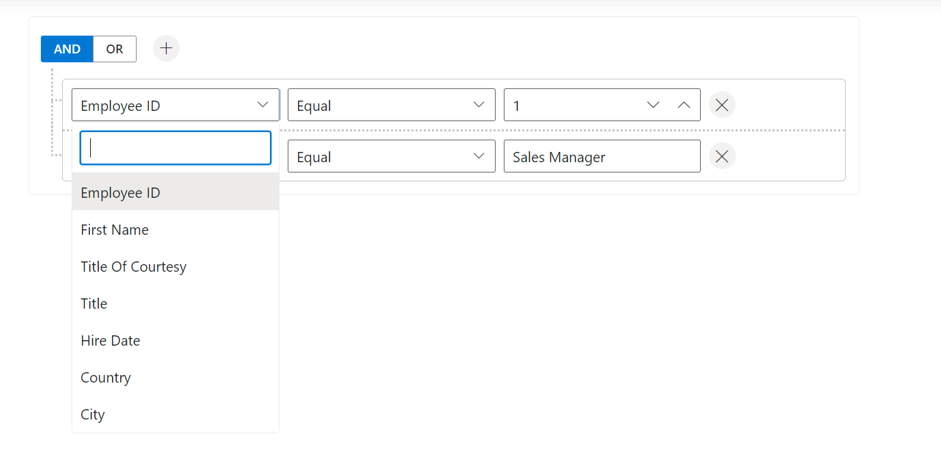 AND OR
Employee ID Equal 1
Equal Sales Manager
Employee ID
First Name
Title Of Courtesy
Title
Hire Date
Country
City